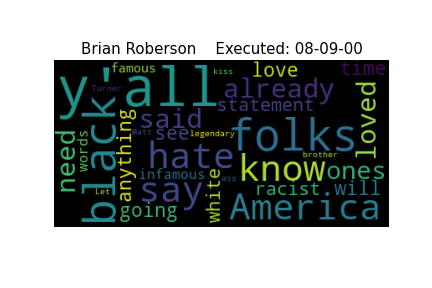 Brian Roberson    Executed: 08-09-00
famous kiss love time
y'all already
Turner
black statement
said folks loved
need words anything Matt see legendary
hate brother
know ones
infamous ass
say white racist will
Let
going America